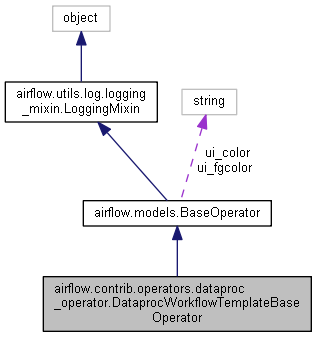 object
airflow.utils.log.logging
_mixin.LoggingMixin
string
ui_color
ui_fgcolor
airflow.models.BaseOperator
airflow.contrib.operators.dataproc
_operator.DataprocWorkflowTemplateBase
Operator